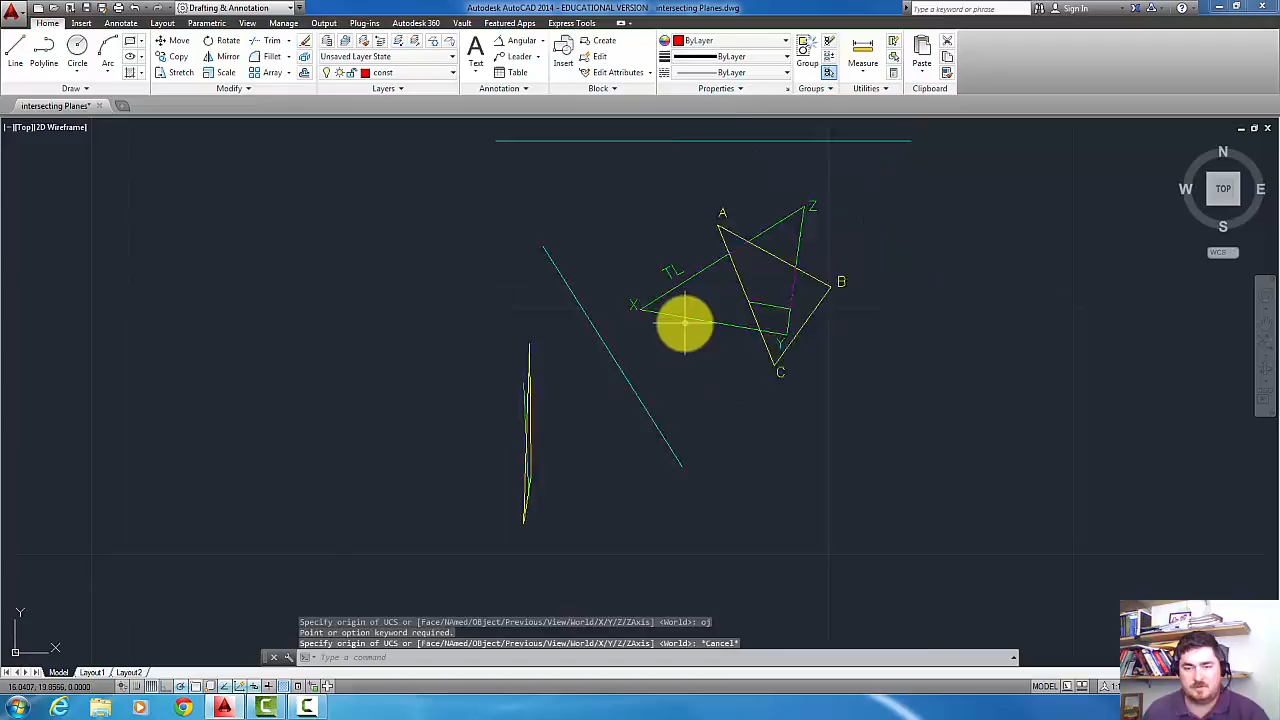 Drafting & Annotation
Autodesk AutoCAD 2014 - EDUCATIONAL VERSION intersecting Planes.dwg
Type a keyword or phrase
Sign In
Home Insert Annotate Layout Parametric View Manage Output Plug-ins Autodesk 360 Vault Featured Apps Express Tools
Line Polyline Circle Arc
Move Rotate Trim
Copy Mirror Fillet
Stretch Scale Array
Unsaved Layer State
const
Text Angular
Leader
Table
Insert Create
Edit
Edit Attributes
ByLayer
ByLayer
ByLayer
Group Measure Paste
Draw Modify Layers Annotation Block Properties Groups Utilities Clipboard
intersecting Planes*
[–][Top][2D Wireframe]
N
W TOP E
S
WCS
A
Z
TL
B
X
Y
C
Specify origin of UCS or [Face/NAmed/OBject/Previous/View/World/X/Y/Z/ZAxis] <World>: oj
Point or option keyword required.
Specify origin of UCS or [Face/NAmed/OBject/Previous/View/World/X/Y/Z/ZAxis] <World>: *Cancel*
Type a command
Y
X
Model Layout1 Layout2
16.0407, 19.8566, 0.0000
MODEL